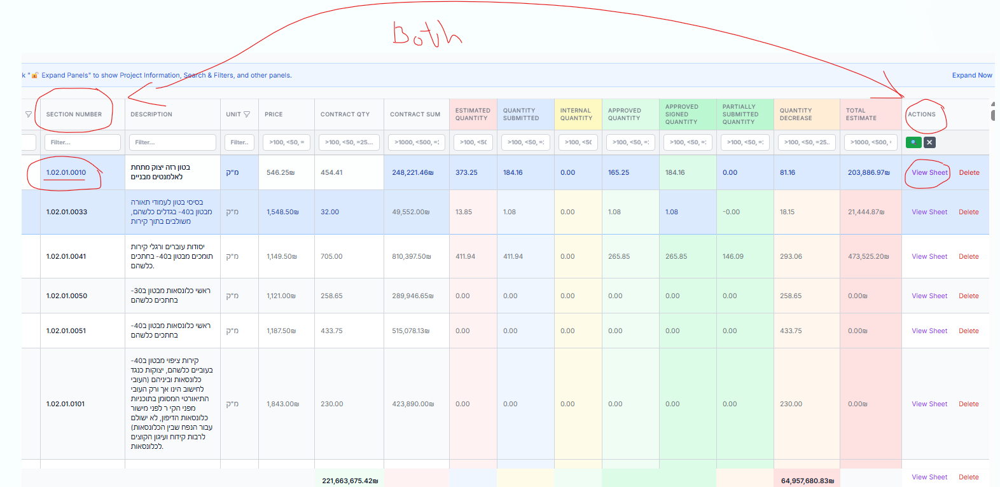 Both
k "🔓 Expand Panels" to show Project Information, Search & Filters, and other panels. Expand Now
SECTION NUMBER DESCRIPTION UNIT PRICE CONTRACT QTY CONTRACT SUM ESTIMATED QUANTITY QUANTITY SUBMITTED INTERNAL QUANTITY APPROVED QUANTITY APPROVED SIGNED QUANTITY PARTIALLY SUBMITTED QUANTITY QUANTITY DECREASE TOTAL ESTIMATE ACTIONS
Filter... Filter... Filter.. >100, <50, = >100, <50, =25... >1000, <500, =: >100, <5( >100, <50, =: >100, <5( >100, <50, =: >100, <50, =: >100, <50, =: >100, <50, =25.. >1000, <500, =
1.02.01.0010
בטון רזה יצוק מתחת
לאלמנטים מבניים
מ"ק 546.25₪ 454.41 248,221.46₪ 373.25 184.16 0.00 165.25 184.16 0.00 81.16 203,886.97₪ View Sheet Delete
1.02.01.0033
בסיסי בטון לעמודי תאורה
מבטון ב40- בגדלים כלשהם,
משולבים בתוך קירות
מ"ק 1,548.50₪ 32.00 49,552.00₪ 13.85 1.08 0.00 1.08 1.08 -0.00 18.15 21,444.87₪ View Sheet Delete
1.02.01.0041
יסודות עוברים ורגלי קירות
תומכים מבטון ב40- בחתכים
כלשהם.
מ"ק 1,149.50₪ 705.00 810,397.50₪ 411.94 411.94 0.00 265.85 265.85 146.09 293.06 473,525.20₪ View Sheet Delete
1.02.01.0050
ראשי כלונסאות מבטון ב30-
בחתכים כלשהם
מ"ק 1,121.00₪ 258.65 289,946.65₪ 0.00 0.00 0.00 0.00 0.00 0.00 258.65 0.00₪ View Sheet Delete
1.02.01.0051
ראשי כלונסאות מבטון ב40-
בחתכים כלשהם
מ"ק 1,187.50₪ 433.75 515,078.13₪ 0.00 0.00 0.00 0.00 0.00 0.00 433.75 0.00₪ View Sheet Delete
1.02.01.0101
קירות ציפוי מבטון ב40-
בעוביים כלשהם, יצוקות כנגד
כלונסאות וביניהם (העובי
לחישוב הינו אך ורק העובי
התיאורטי המסומן בתוכניות
מפני הקי ר לפני מישור
כלונסאות הדיפון, לא ישולם
עבור הנפח שבין הכלונסאות)
לרבות קידוח ועיגון הקוצים
לכלונסאות.
מ"ק 1,843.00₪ 230.00 423,890.00₪ 0.00 0.00 0.00 0.00 0.00 0.00 230.00 0.00₪ View Sheet Delete
221,663,675.42₪ 64,957,680.83₪ View Sheet Delete